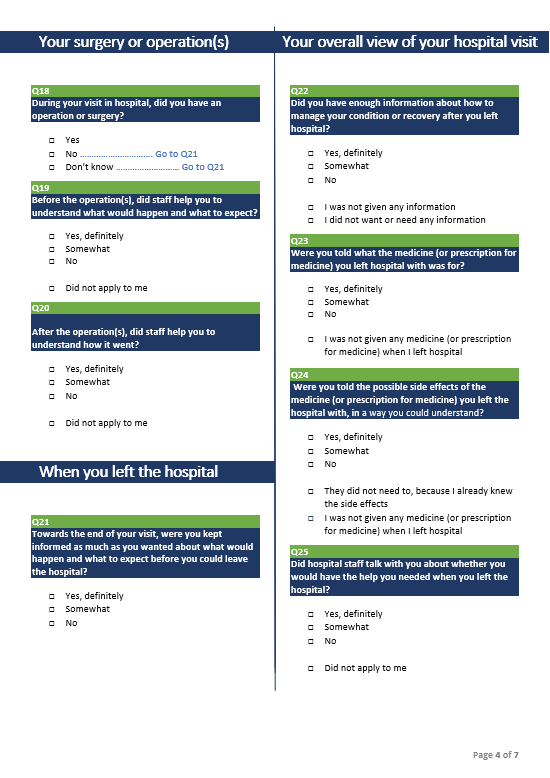 Your surgery or operation(s)
Q18
During your visit in hospital, did you have an
operation or surgery?
Yes
No ............................. Go to Q21
Don't know ......................... Go to Q21
Q19
Before the operation(s), did staff help you to
understand what would happen and what to expect?
Yes, definitely
Somewhat
No
Did not apply to me
Q20
After the operation(s), did staff help you to
understand how it went?
Yes, definitely
Somewhat
No
Did not apply to me
When you left the hospital
Q21
Towards the end of your visit, were you kept
informed as much as you wanted about what would
happen and what to expect before you could leave
the hospital?
Yes, definitely
Somewhat
No
Your overall view of your hospital visit
Q22
Did you have enough information about how to
manage your condition or recovery after you left
hospital?
Yes, definitely
Somewhat
No
I was not given any information
I did not want or need any information
Q23
Were you told what the medicine (or prescription for
medicine) you left hospital with was for?
Yes, definitely
Somewhat
No
I was not given any medicine (or prescription
for medicine) when I left hospital
Q24
Were you told the possible side effects of the
medicine (or prescription for medicine) you left the
hospital with, in a way you could understand?
Yes, definitely
Somewhat
No
They did not need to, because I already knew
the side effects
I was not given any medicine (or prescription
for medicine) when I left hospital
Q25
Did hospital staff talk with you about whether you
would have the help you needed when you left the
hospital?
Yes, definitely
Somewhat
No
Did not apply to me
Page 4 of 7